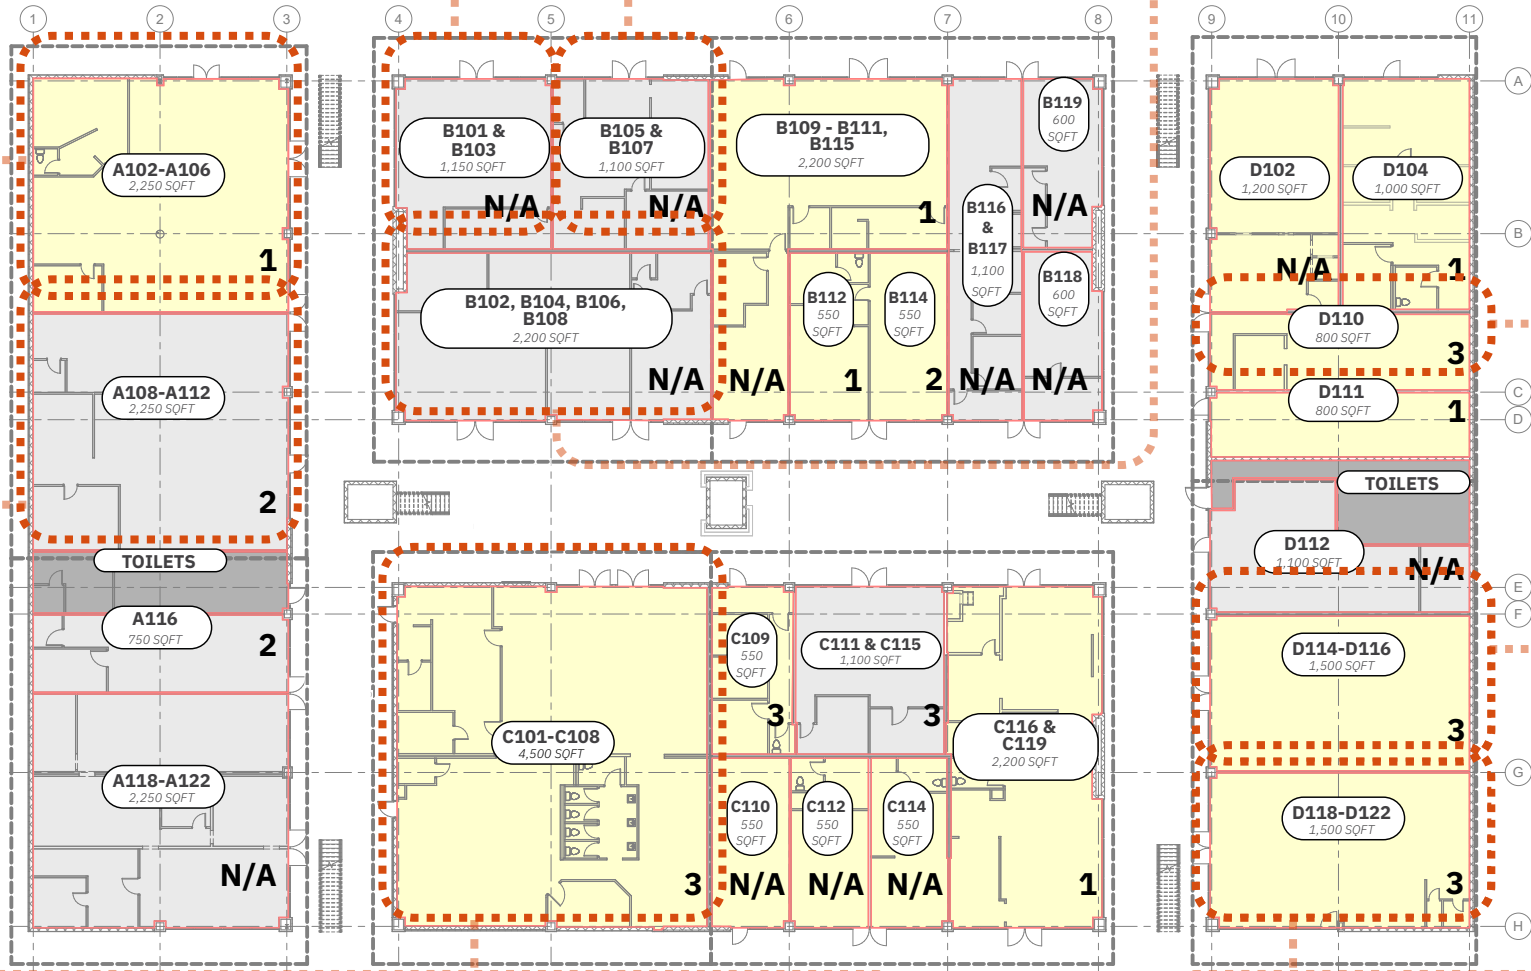 1
2
3
4
5
6
7
8
9
10
11
A
B
C
D
E
F
G
H
A102-A106
2,250 SQFT
1
A108-A112
2,250 SQFT
2
TOILETS
A116
750 SQFT
2
A118-A122
2,250 SQFT
N/A
B101 &
B103
1,150 SQFT
N/A
B105 &
B107
1,100 SQFT
N/A
B109 - B111,
B115
2,200 SQFT
1
B119
600
SQFT
N/A
B116
&
B117
1,100
SQFT
N/A
B102, B104, B106,
B108
2,200 SQFT
N/A
N/A
B112
550
SQFT
1
B114
550
SQFT
2
B118
600
SQFT
N/A
C101-C108
4,500 SQFT
3
C109
550
SQFT
3
C111 & C115
1,100 SQFT
3
C116 &
C119
2,200 SQFT
1
C110
550
SQFT
N/A
C112
550
SQFT
N/A
C114
550
SQFT
N/A
D102
1,200 SQFT
N/A
D104
1,000 SQFT
1
D110
800 SQFT
3
D111
800 SQFT
1
TOILETS
D112
1,100 SQFT
N/A
D114-D116
1,500 SQFT
3
D118-D122
1,500 SQFT
3